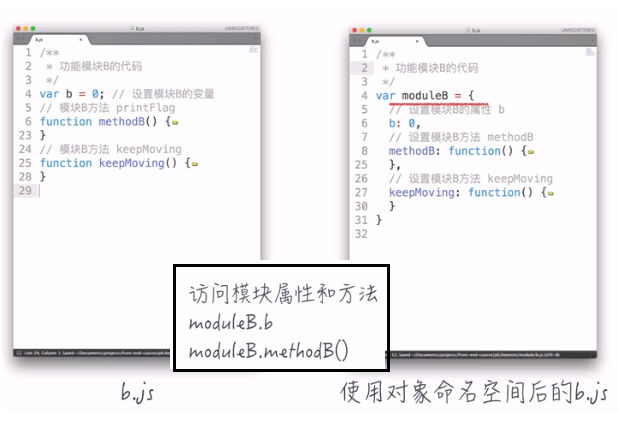 b.js
UNREGISTERED
b.js
1 /**
2 * 功能模块B的代码
3 */
4 var b = 0; // 设置模块B的变量
5 // 模块B方法 printFlag
6 function methodB() {
23 }
24 // 模块B方法 keepMoving
25 function keepMoving() {
28 }
29
b.js
b.js
UNREGISTERED
b.js
1 /**
2 * 功能模块B的代码
3 */
4 var moduleB = {
5 // 设置模块B的属性 b
6 b: 0,
7 // 设置模块B方法 methodB
8 methodB: function() {
25 },
26 // 设置模块B方法 keepMoving
27 keepMoving: function() {
30 }
31 }
32
使用对象命名空间后的b.js
访问模块属性和方法
moduleB.b
moduleB.methodB()